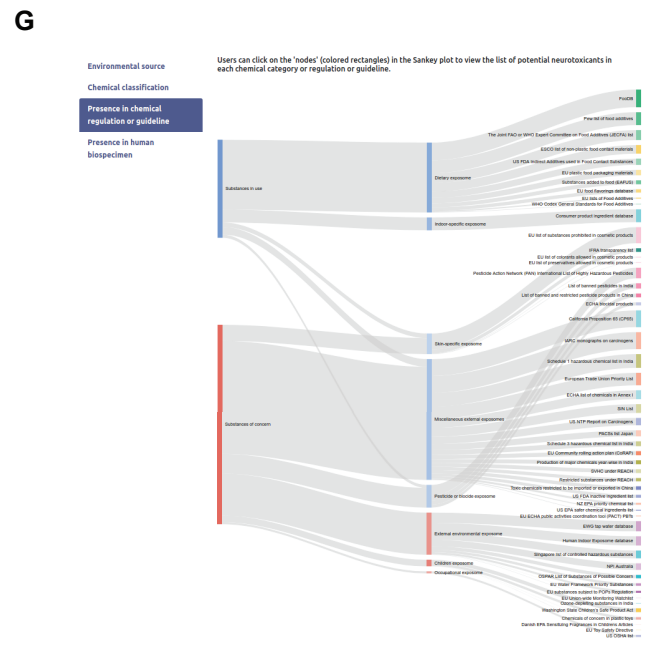 G
Users can click on the 'nodes' (colored rectangles) in the Sankey plot to view the list of potential neurotoxicants in
each chemical category or regulation or guideline.
Environmental source
Chemical classification
Presence in chemical
regulation or guideline
Presence in human
biospecimen
Substances in use
Substances of concern
Dietary exposome
Indoor-specific exposome
Skin-specific exposome
Miscellaneous external exposomes
Pesticide or biocide exposome
External environmental exposome
Children exposome
Occupational exposome
FooDB
Pew list of food additives
The Joint FAO or WHO Expert Committee on Food Additives (JECFA) list
ESCO list of non-plastic food contact materials
US FDA Indirect Additives used in Food Contact Substances
EU plastic food packaging materials
Substances added to food (EAFUS)
EU food flavorings database
EU lists of Food Additives
WHO Codex General Standards for Food Additives
Consumer product ingredient database
EU list of substances prohibited in cosmetic products
IFRA transparency list
EU list of colorants allowed in cosmetic products
EU list of preservatives allowed in cosmetic products
Pesticide Action Network (PAN) International List of Highly Hazardous Pesticides
List of banned pesticides in India
List of banned and restricted pesticide products in China
ECHA biocidal products
California Proposition 65 (CP65)
IARC monographs on carcinogens
Schedule 1 hazardous chemical list in India
European Trade Union Priority List
ECHA list of chemicals in Annex I
SIN List
US NTP Report on Carcinogens
PACSs list Japan
Schedule 3 hazardous chemical list in India
EU Community rolling action plan (CoRAP)
Production of major chemicals year-wise in India
SVHC under REACH
Restricted substances under REACH
Toxic chemicals restricted to be imported or exported in China
US FDA inactive ingredient list
NZ EPA priority chemical list
US EPA safer chemical ingredients list
EU ECHA public activities coordination tool (PACT) PBTs
EWG tap water database
Human Indoor Exposome database
Singapore list of controlled hazardous substances
NPI Australia
OSPAR List of Substances of Possible Concern
EU Water Framework Priority Substances
EU substances subject to POPs Regulation
EU Union-wide Monitoring Watchlist
Ozone depleting substances in India
Washington State Children's Safe Product Act
Chemicals of concern in plastic toys
Danish EPA Sensitizing Fragrances in Childrens Articles
EU Toy Safety Directive
US OSHA list